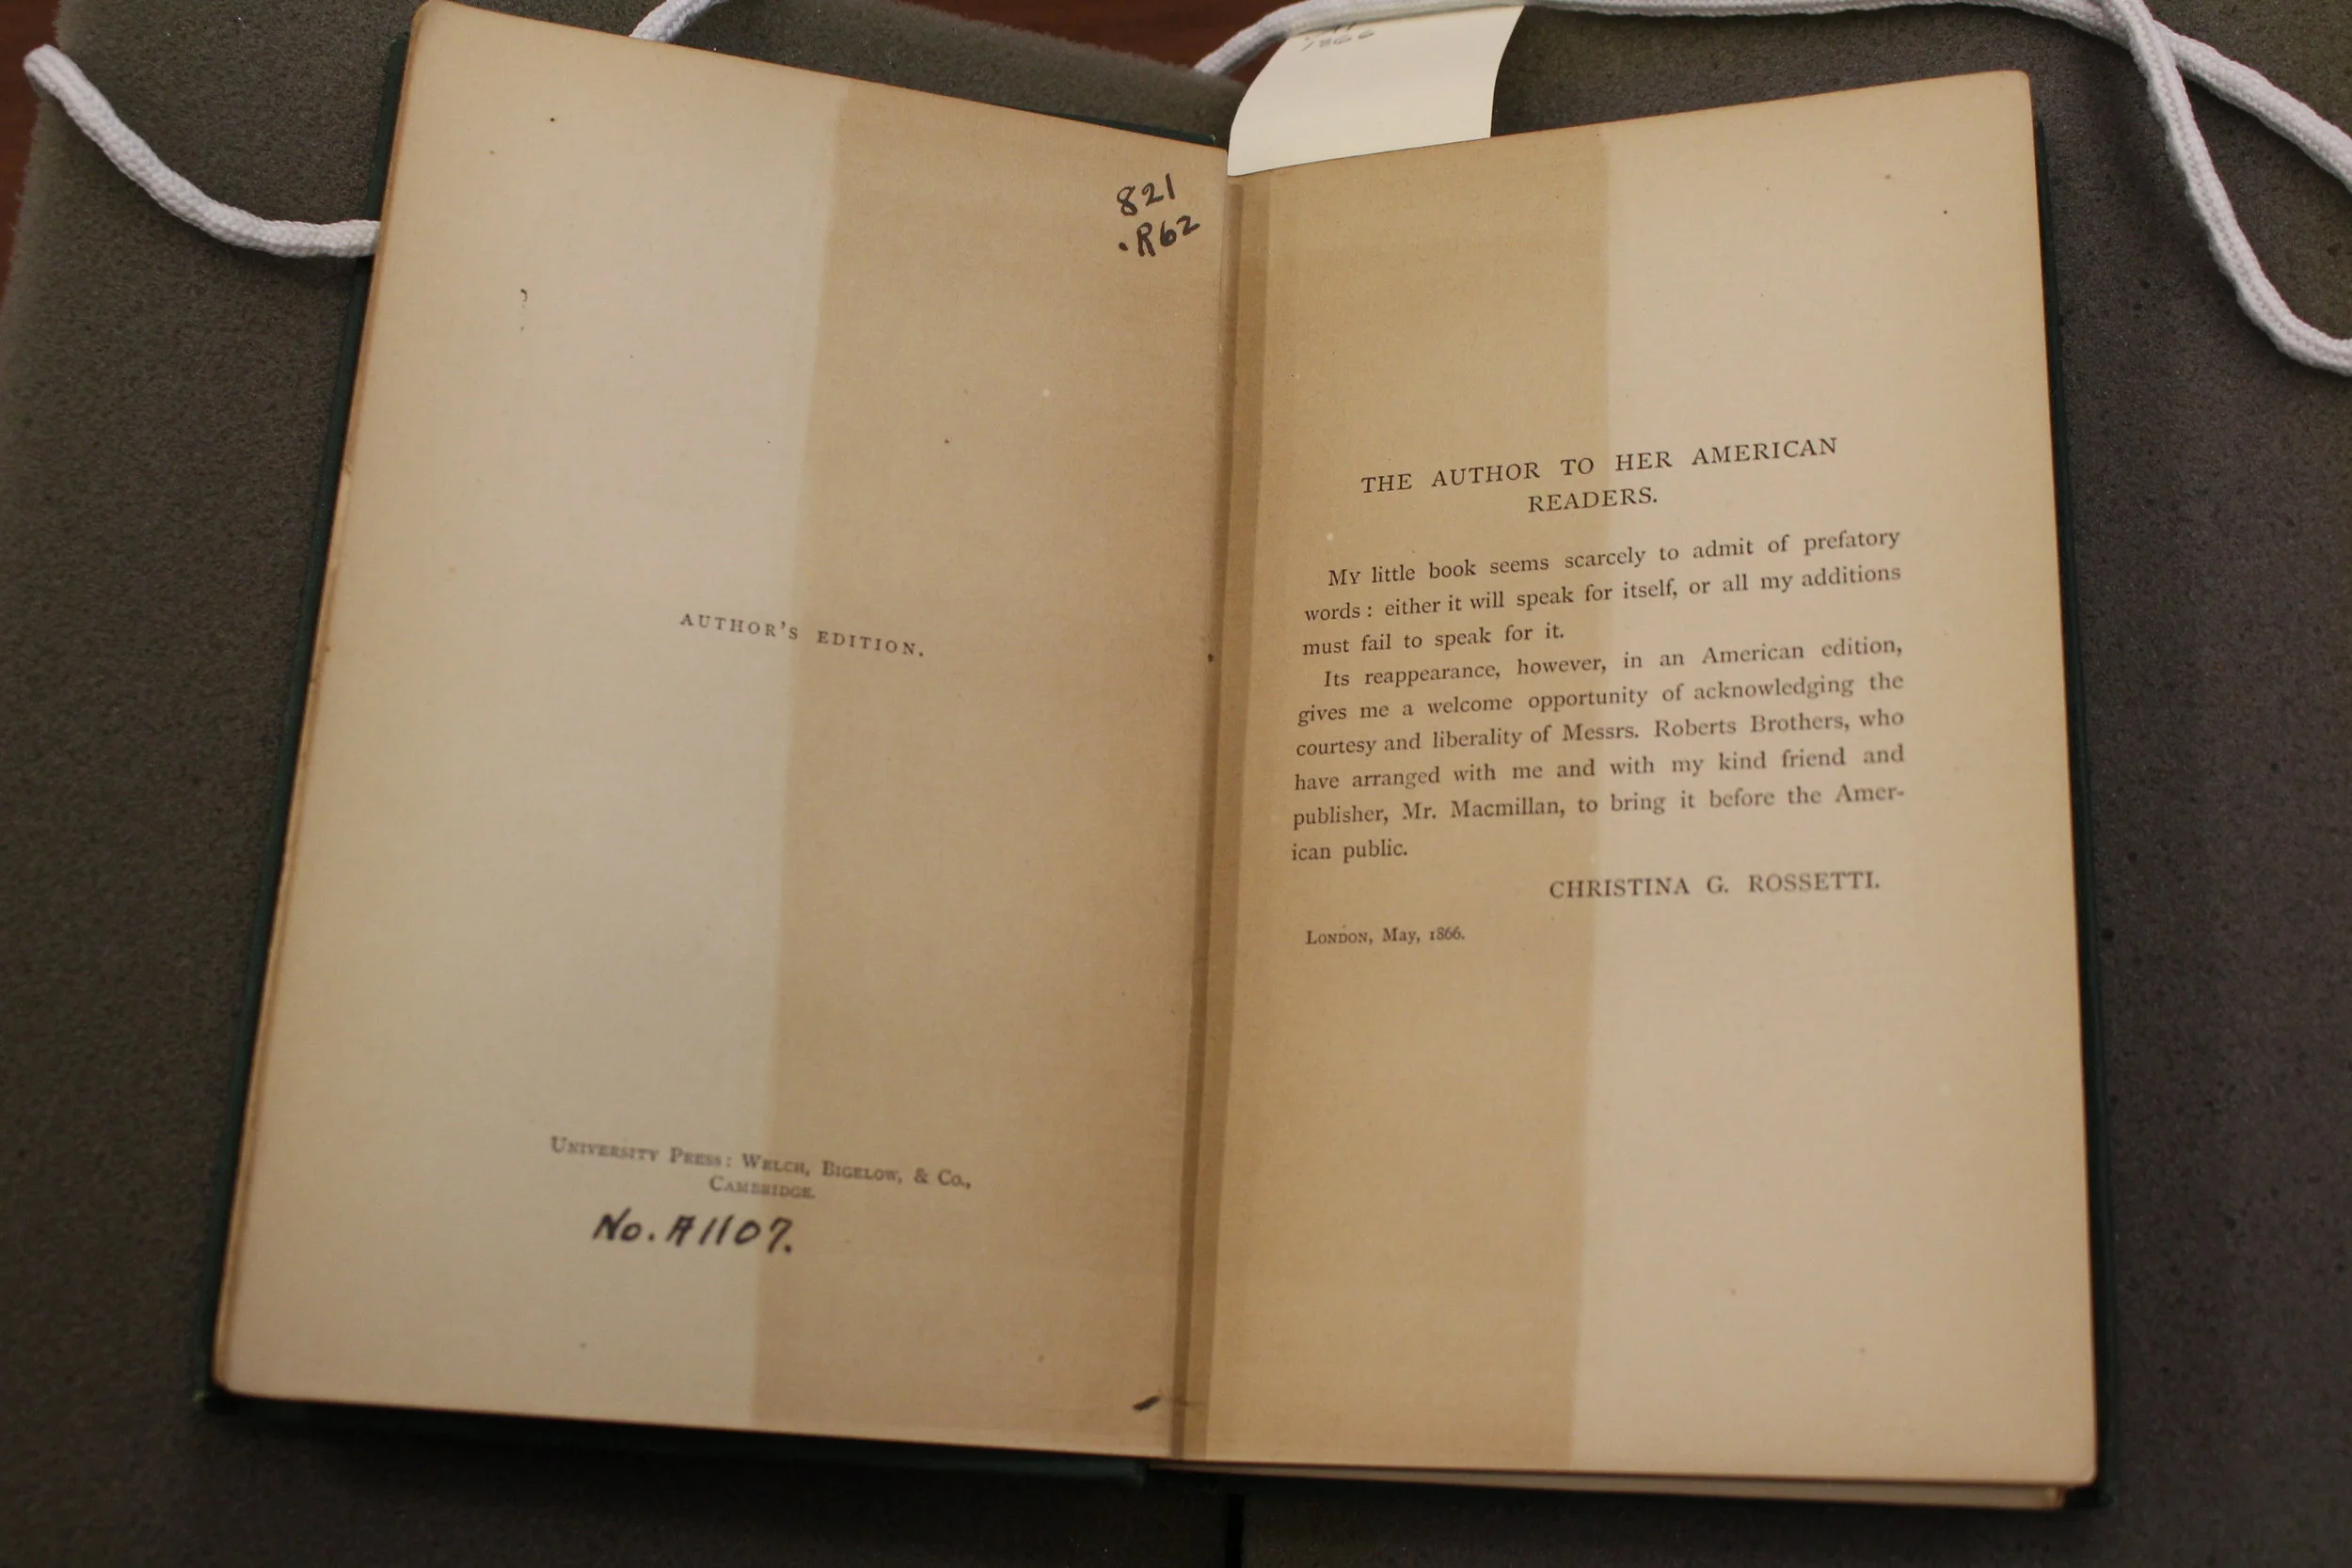 821
.R62
AUTHOR'S EDITION.
UNIVERSITY PRESS: WELCH, BIGELOW, & CO.,
CAMBRIDGE.
No. A1107.
1866
THE AUTHOR TO HER AMERICAN
READERS.
MY little book seems scarcely to admit of prefatory
words: either it will speak for itself, or all my additions
must fail to speak for it.
Its reappearance, however, in an American edition,
gives me a welcome opportunity of acknowledging the
courtesy and liberality of Messrs. Roberts Brothers, who
have arranged with me and with my kind friend and
publisher, Mr. Macmillan, to bring it before the Amer-
ican public.
CHRISTINA G. ROSSETTI.
LONDON, May, 1866.